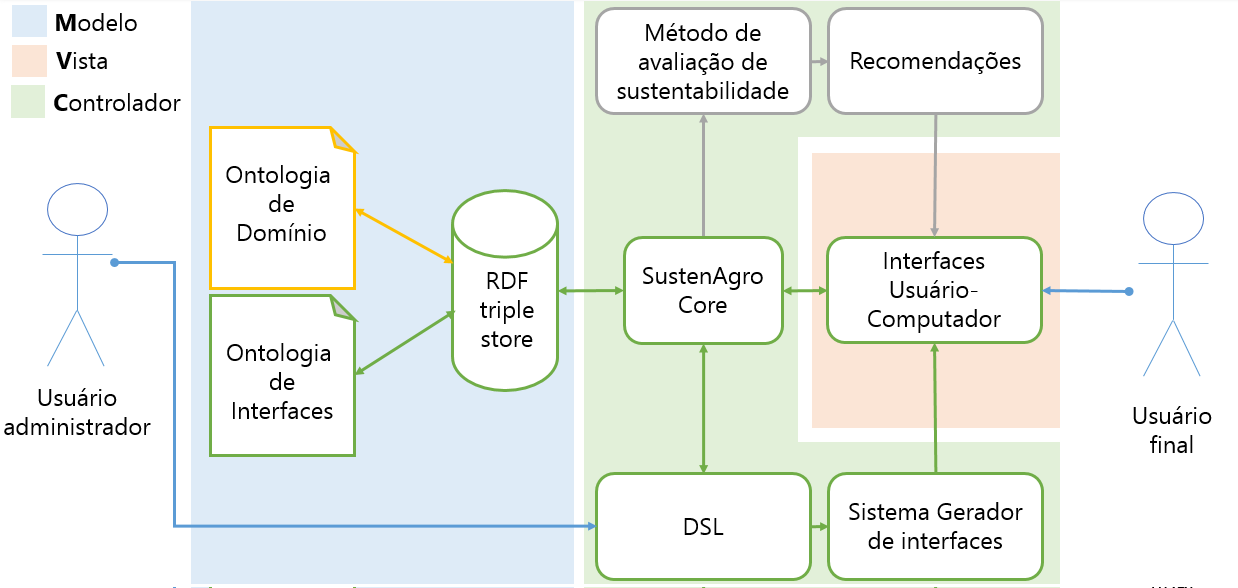 Modelo
Vista
Controlador
Método de
avaliação de
sustentabilidade
Recomendações
Ontologia
de
Domínio
RDF
triple
store
SustenAgro
Core
Interfaces
Usuário-
Computador
Ontologia
de
Interfaces
Usuário
administrador
Usuário
final
DSL
Sistema Gerador
de interfaces